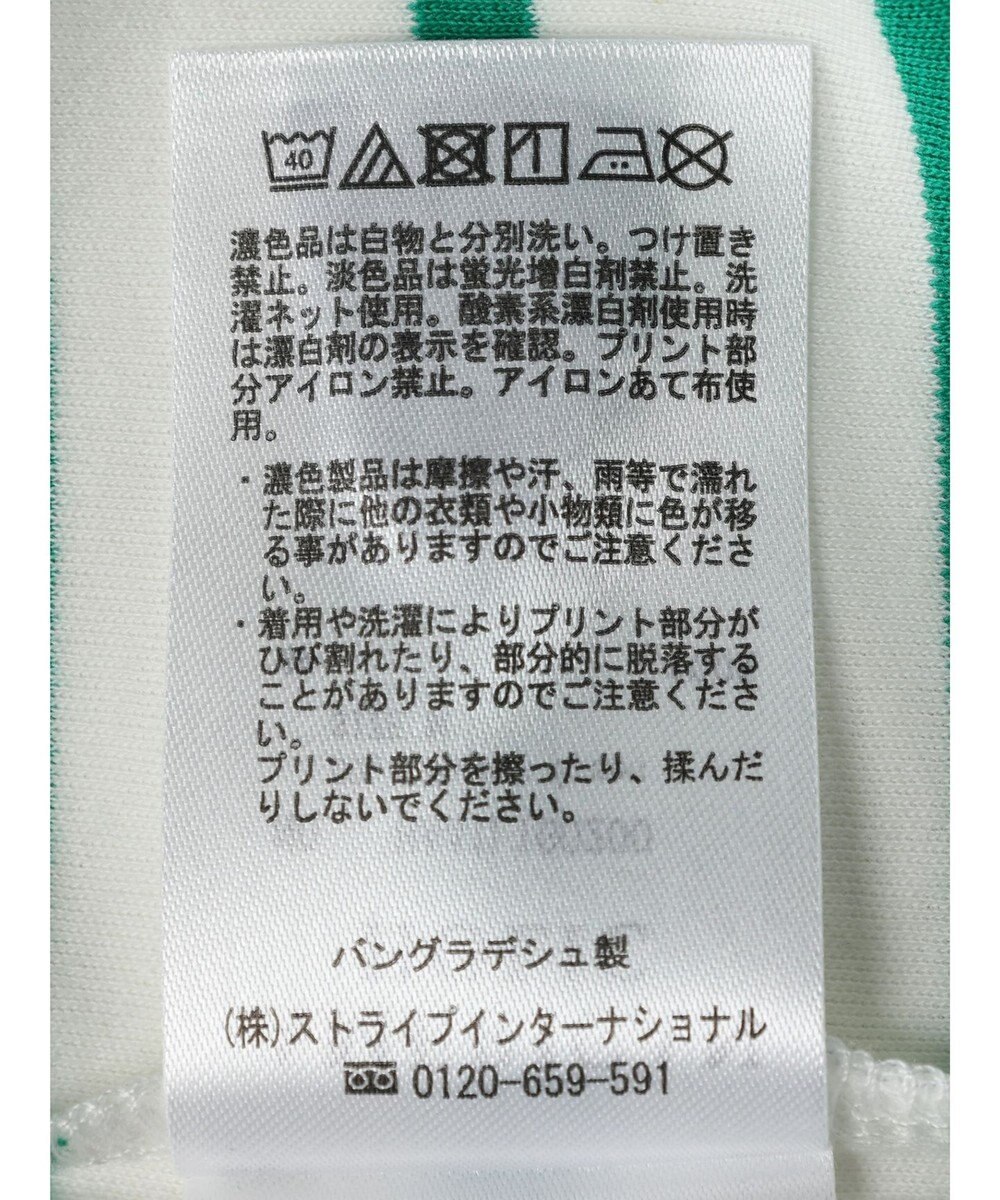 40
濃色品は白物と分別洗い。つけ置き
禁止。淡色品は蛍光増白剤禁止。洗
濯ネット使用。酸素系漂白剤使用時
は漂白剤の表示を確認。プリント部
分アイロン禁止。アイロンあて布使
用。
・濃色製品は摩擦や汗、雨等で濡れ
た際に他の衣類や小物類に色が移
る事がありますのでご注意くださ
い。
・着用や洗濯によりプリント部分が
ひび割れたり、部分的に脱落する
ことがありますのでご注意くださ
い。
プリント部分を擦ったり、揉んだ
りしないでください。
バングラデシュ製
(株)ストライプインターナショナル
0120-659-591